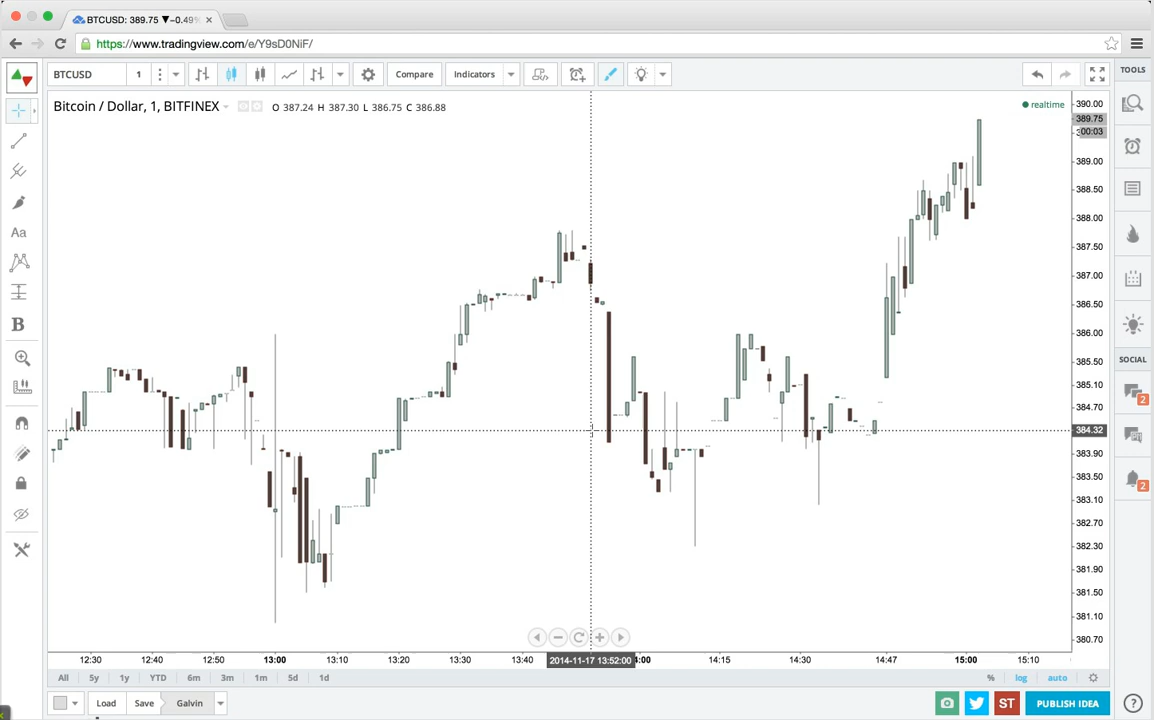 BTCUSD: 389.75 ▼−0.49%
https://www.tradingview.com/e/Y9sD0NiF/
BTCUSD 1 Compare Indicators
TOOLS
Bitcoin / Dollar, 1, BITFINEX O 387.24 H 387.30 L 386.75 C 386.88
realtime
390.00
389.75
00:03
389.00
388.50
388.00
387.50
387.00
386.50
386.00
385.50
385.10
384.70
384.32
383.90
383.50
383.10
382.70
382.30
381.90
381.50
381.10
380.70
Aa
B
SOCIAL
2
2
12:30 12:40 12:50 13:00 13:10 13:20 13:30 13:40 2014-11-17 13:52:00 4:00 14:15 14:30 14:47 15:00 15:10
All 5y 1y YTD 6m 3m 1m 5d 1d % log auto
Load Save Galvin ST PUBLISH IDEA ?